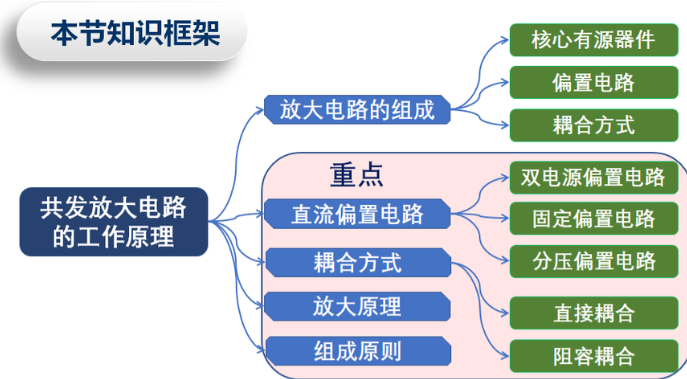 本节知识框架
核心有源器件
放大电路的组成
偏置电路
耦合方式
重点
双电源偏置电路
共发放大电路
的工作原理
直流偏置电路
固定偏置电路
分压偏置电路
耦合方式
放大原理
直接耦合
组成原则
阻容耦合